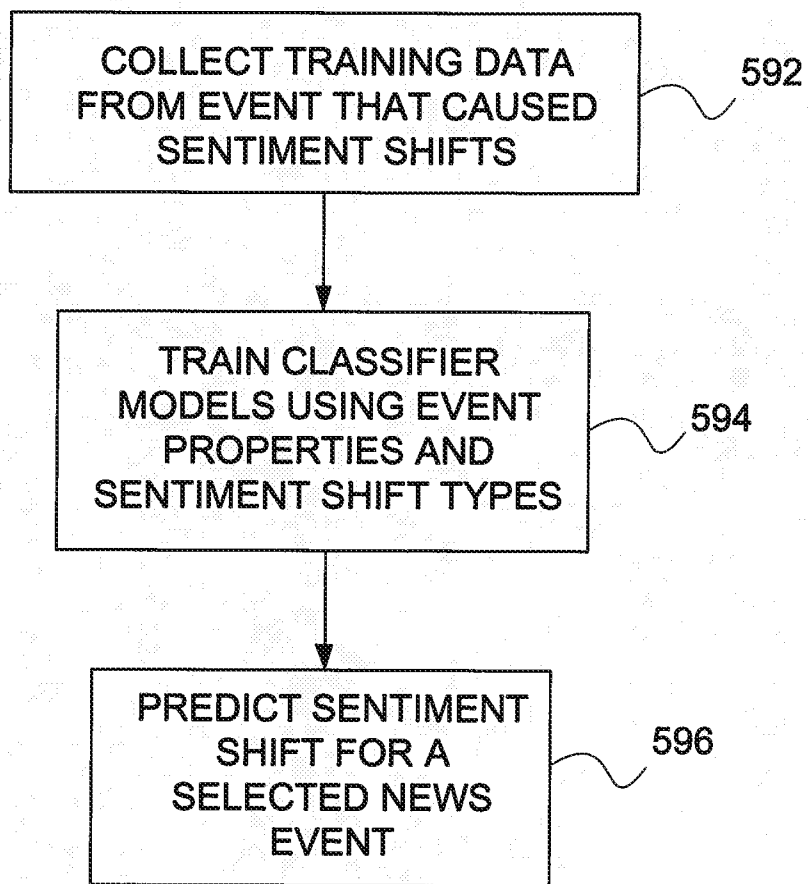 COLLECT TRAINING DATA
FROM EVENT THAT CAUSED
SENTIMENT SHIFTS
592
TRAIN CLASSIFIER
MODELS USING EVENT
PROPERTIES AND
SENTIMENT SHIFT TYPES
594
PREDICT SENTIMENT
SHIFT FOR A
SELECTED NEWS
EVENT
596